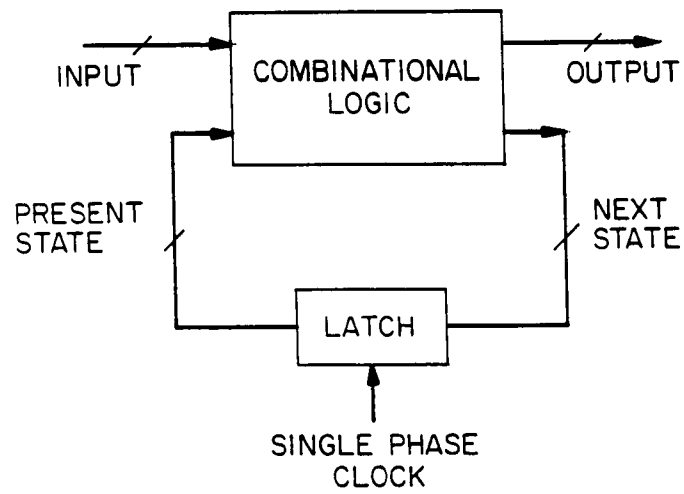 COMBINATIONAL
LOGIC
INPUT
OUTPUT
PRESENT
STATE
NEXT
STATE
LATCH
SINGLE PHASE
CLOCK